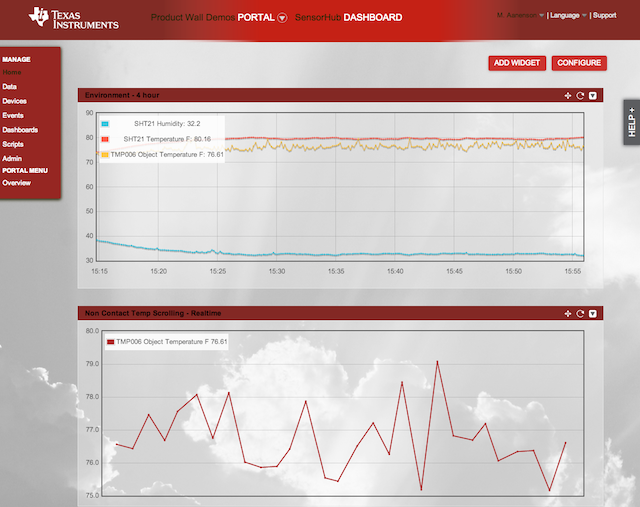 TEXAS INSTRUMENTS
Product Wall Demos PORTAL SensorHub DASHBOARD
| Language | Support
MANAGE
Home
Data
Devices
Events
Dashboards
Scripts
Admin
PORTAL MENU
Overview
ADD WIDGET CONFIGURE
HELP +
Environment - 4 hour
90
80
70
60
50
40
30
SHT21 Humidity: 32.2
SHT21 Temperature F: 80.16
TMP006 Object Temperature F: 76.61
15:15 15:20 15:25 15:30 15:35 15:40 15:45 15:50 15:55
Non Contact Temp Scrolling - Realtime
80.0
79.0
78.0
77.0
76.0
75.0
TMP006 Object Temperature F 76.61